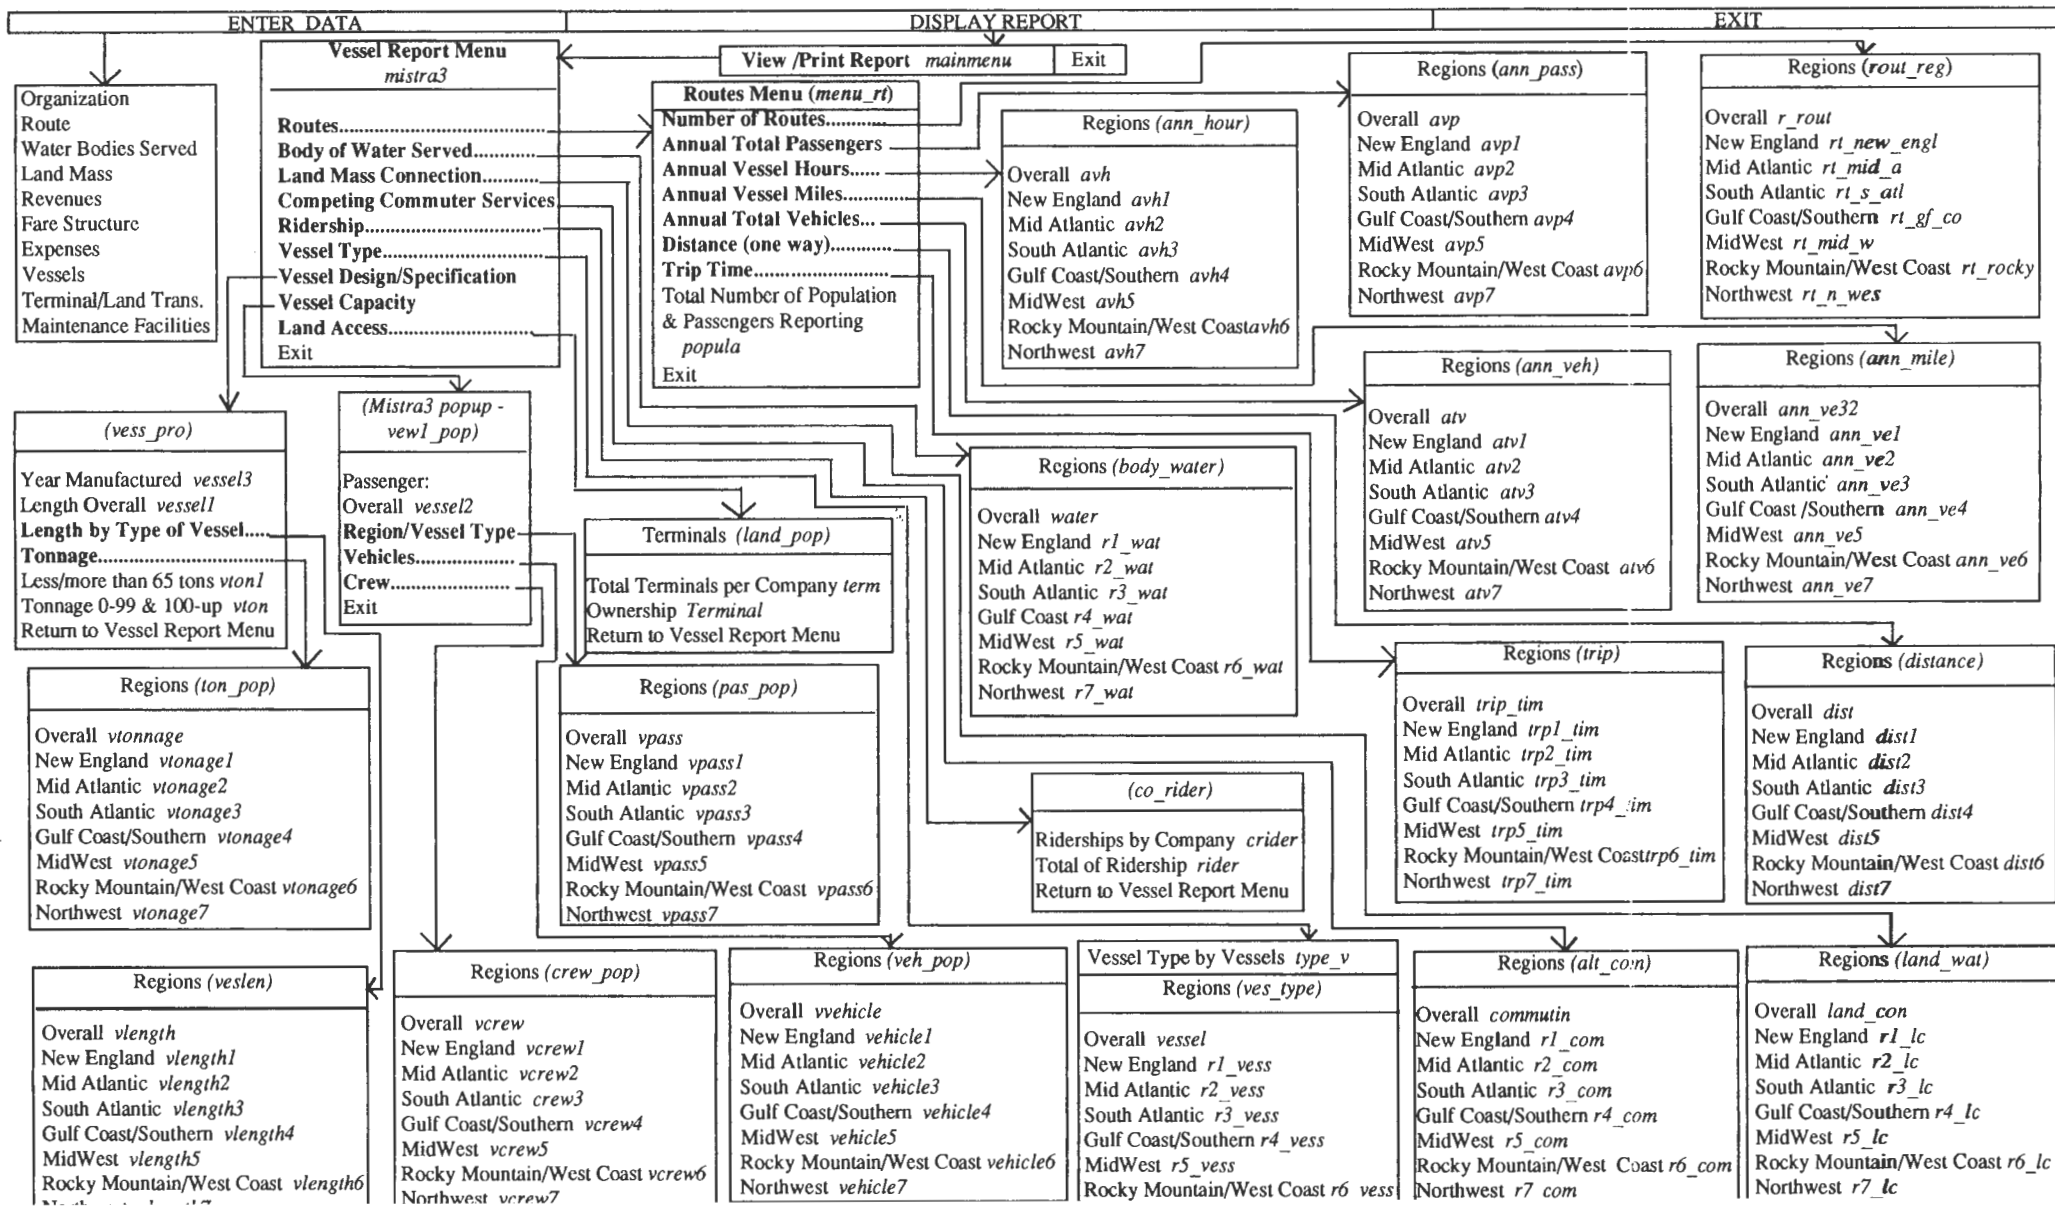 ENTER DATA
DISPLAY REPORT
EXIT
Organization
Route
Water Bodies Served
Land Mass
Revenues
Fare Structure
Expenses
Vessels
Terminal/Land Trans.
Maintenance Facilities
Vessel Report Menu
mistra3
Routes
Body of Water Served
Land Mass Connection
Competing Commuter Services
Ridership
Vessel Type
Vessel Design/Specification
Vessel Capacity
Land Access
Exit
View /Print Report mainmenu
Exit
Routes Menu (menu_rt)
Number of Routes
Annual Total Passengers
Annual Vessel Hours
Annual Vessel Miles
Annual Total Vehicles
Distance (one way)
Trip Time
Total Number of Population
& Passengers Reporting
popula
Exit
Regions (ann_hour)
Overall avh
New England avh1
Mid Atlantic avh2
South Atlantic avh3
Gulf Coast/Southern avh4
MidWest avh5
Rocky Mountain/West Coastavh6
Northwest avh7
Regions (ann_pass)
Overall avp
New England avp1
Mid Atlantic avp2
South Atlantic avp3
Gulf Coast/Southern avp4
MidWest avp5
Rocky Mountain/West Coast avp6
Northwest avp7
Regions (rout_reg)
Overall r_rout
New England rt_new_engl
Mid Atlantic rt_mid_a
South Atlantic rt_s_atl
Gulf Coast/Southern rt_gf_co
MidWest rt_mid_w
Rocky Mountain/West Coast rt_rocky
Northwest rt_n_wes
(vess_pro)
Year Manufactured vessel3
Length Overall vessel1
Length by Type of Vessel
Tonnage
Less/more than 65 tons vton1
Tonnage 0-99 & 100-up vton
Return to Vessel Report Menu
(Mistra3 popup -
vew1_pop)
Passenger:
Overall vessel2
Region/Vessel Type
Vehicles
Crew
Exit
Terminals (land_pop)
Total Terminals per Company term
Ownership Terminal
Return to Vessel Report Menu
Regions (body_water)
Overall water
New England r1_wat
Mid Atlantic r2_wat
South Atlantic r3_wat
Gulf Coast r4_wat
MidWest r5_wat
Rocky Mountain/West Coast r6_wat
Northwest r7_wat
Regions (ann_veh)
Overall atv
New England atv1
Mid Atlantic atv2
South Atlantic atv3
Gulf Coast/Southern atv4
MidWest atv5
Rocky Mountain/West Coast atv6
Northwest atv7
Regions (ann_mile)
Overall ann_ve32
New England ann_ve1
Mid Atlantic ann_ve2
South Atlantic ann_ve3
Gulf Coast /Southern ann_ve4
MidWest ann_ve5
Rocky Mountain/West Coast ann_ve6
Northwest ann_ve7
Regions (ton_pop)
Overall vtonnage
New England vtonage1
Mid Atlantic vtonage2
South Atlantic vtonage3
Gulf Coast/Southern vtonage4
MidWest vtonage5
Rocky Mountain/West Coast vtonage6
Northwest vtonage7
Regions (pas_pop)
Overall vpass
New England vpass1
Mid Atlantic vpass2
South Atlantic vpass3
Gulf Coast/Southern vpass4
MidWest vpass5
Rocky Mountain/West Coast vpass6
Northwest vpass7
(co_rider)
Riderships by Company crider
Total of Ridership rider
Return to Vessel Report Menu
Regions (trip)
Overall trip_tim
New England trp1_tim
Mid Atlantic trp2_tim
South Atlantic trp3_tim
Gulf Coast/Southern trp4_tim
MidWest trp5_tim
Rocky Mountain/West Coasttrp6_tim
Northwest trp7_tim
Regions (distance)
Overall dist
New England dist1
Mid Atlantic dist2
South Atlantic dist3
Gulf Coast/Southern dist4
MidWest dist5
Rocky Mountain/West Coast dist6
Northwest dist7
Regions (veslen)
Overall vlength
New England vlength1
Mid Atlantic vlength2
South Atlantic vlength3
Gulf Coast/Southern vlength4
MidWest vlength5
Rocky Mountain/West Coast vlength6
Regions (crew_pop)
Overall vcrew
New England vcrew1
Mid Atlantic vcrew2
South Atlantic crew3
Gulf Coast/Southern vcrew4
MidWest vcrew5
Rocky Mountain/West Coast vcrew6
Northwest vcrew7
Regions (veh_pop)
Overall vvehicle
New England vehicle1
Mid Atlantic vehicle2
South Atlantic vehicle3
Gulf Coast/Southern vehicle4
MidWest vehicle5
Rocky Mountain/West Coast vehicle6
Northwest vehicle7
Vessel Type by Vessels type_v
Regions (ves_type)
Overall vessel
New England r1_vess
Mid Atlantic r2_vess
South Atlantic r3_vess
Gulf Coast/Southern r4_vess
MidWest r5_vess
Rocky Mountain/West Coast r6 vess
Regions (alt_con)
Overall commutin
New England r1_com
Mid Atlantic r2_com
South Atlantic r3_com
Gulf Coast/Southern r4_com
MidWest r5_com
Rocky Mountain/West Coast r6_com
Northwest r7_com
Regions (land_wat)
Overall land_con
New England r1_lc
Mid Atlantic r2_lc
South Atlantic r3_lc
Gulf Coast/Southern r4_lc
MidWest r5_lc
Rocky Mountain/West Coast r6_lc
Northwest r7_lc